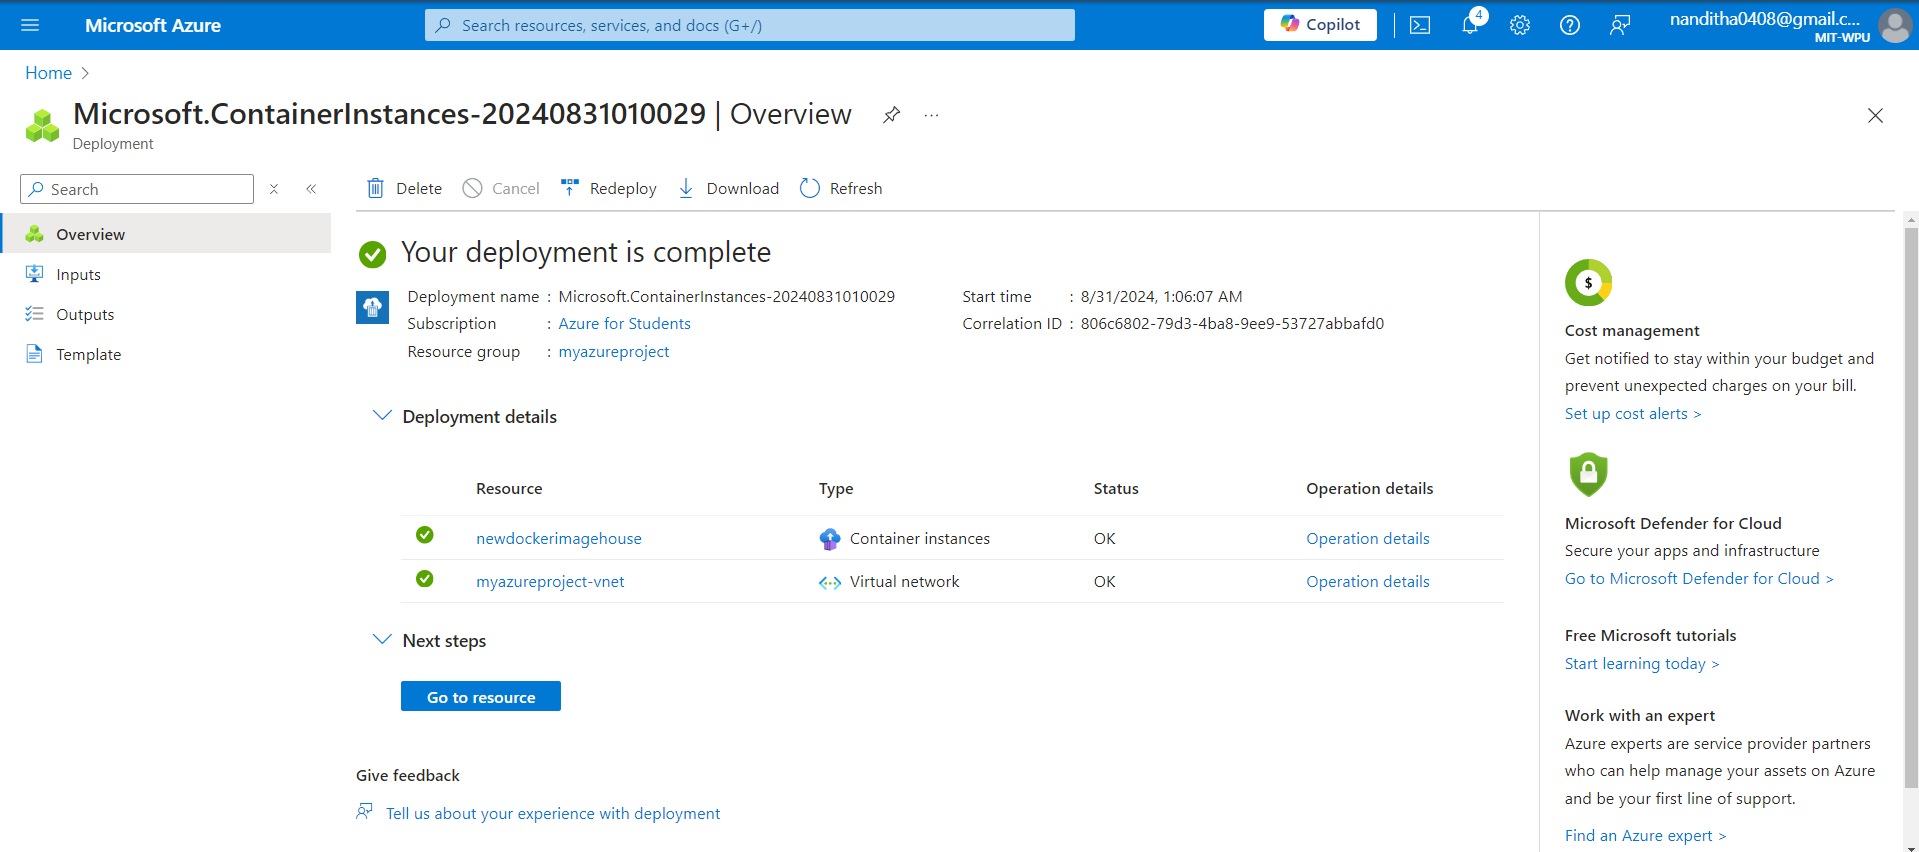 Microsoft Azure
Search resources, services, and docs (G+/)
Copilot
4
nanditha0408@gmail.c...
MIT-WPU
Home
Microsoft.ContainerInstances-20240831010029 | Overview
...
Deployment
Search
Delete
Cancel
Redeploy
Download
Refresh
Overview
Inputs
Outputs
Template
Your deployment is complete
Deployment name : Microsoft.ContainerInstances-20240831010029
Subscription : Azure for Students
Resource group : myazureproject
Start time : 8/31/2024, 1:06:07 AM
Correlation ID : 806c6802-79d3-4ba8-9ee9-53727abbafd0
Deployment details
Resource Type Status Operation details
newdockerimagehouse Container instances OK Operation details
myazureproject-vnet Virtual network OK Operation details
Next steps
Go to resource
Give feedback
Tell us about your experience with deployment
$
Cost management
Get notified to stay within your budget and
prevent unexpected charges on your bill.
Set up cost alerts >
Microsoft Defender for Cloud
Secure your apps and infrastructure
Go to Microsoft Defender for Cloud >
Free Microsoft tutorials
Start learning today >
Work with an expert
Azure experts are service provider partners
who can help manage your assets on Azure
and be your first line of support.
Find an Azure expert >